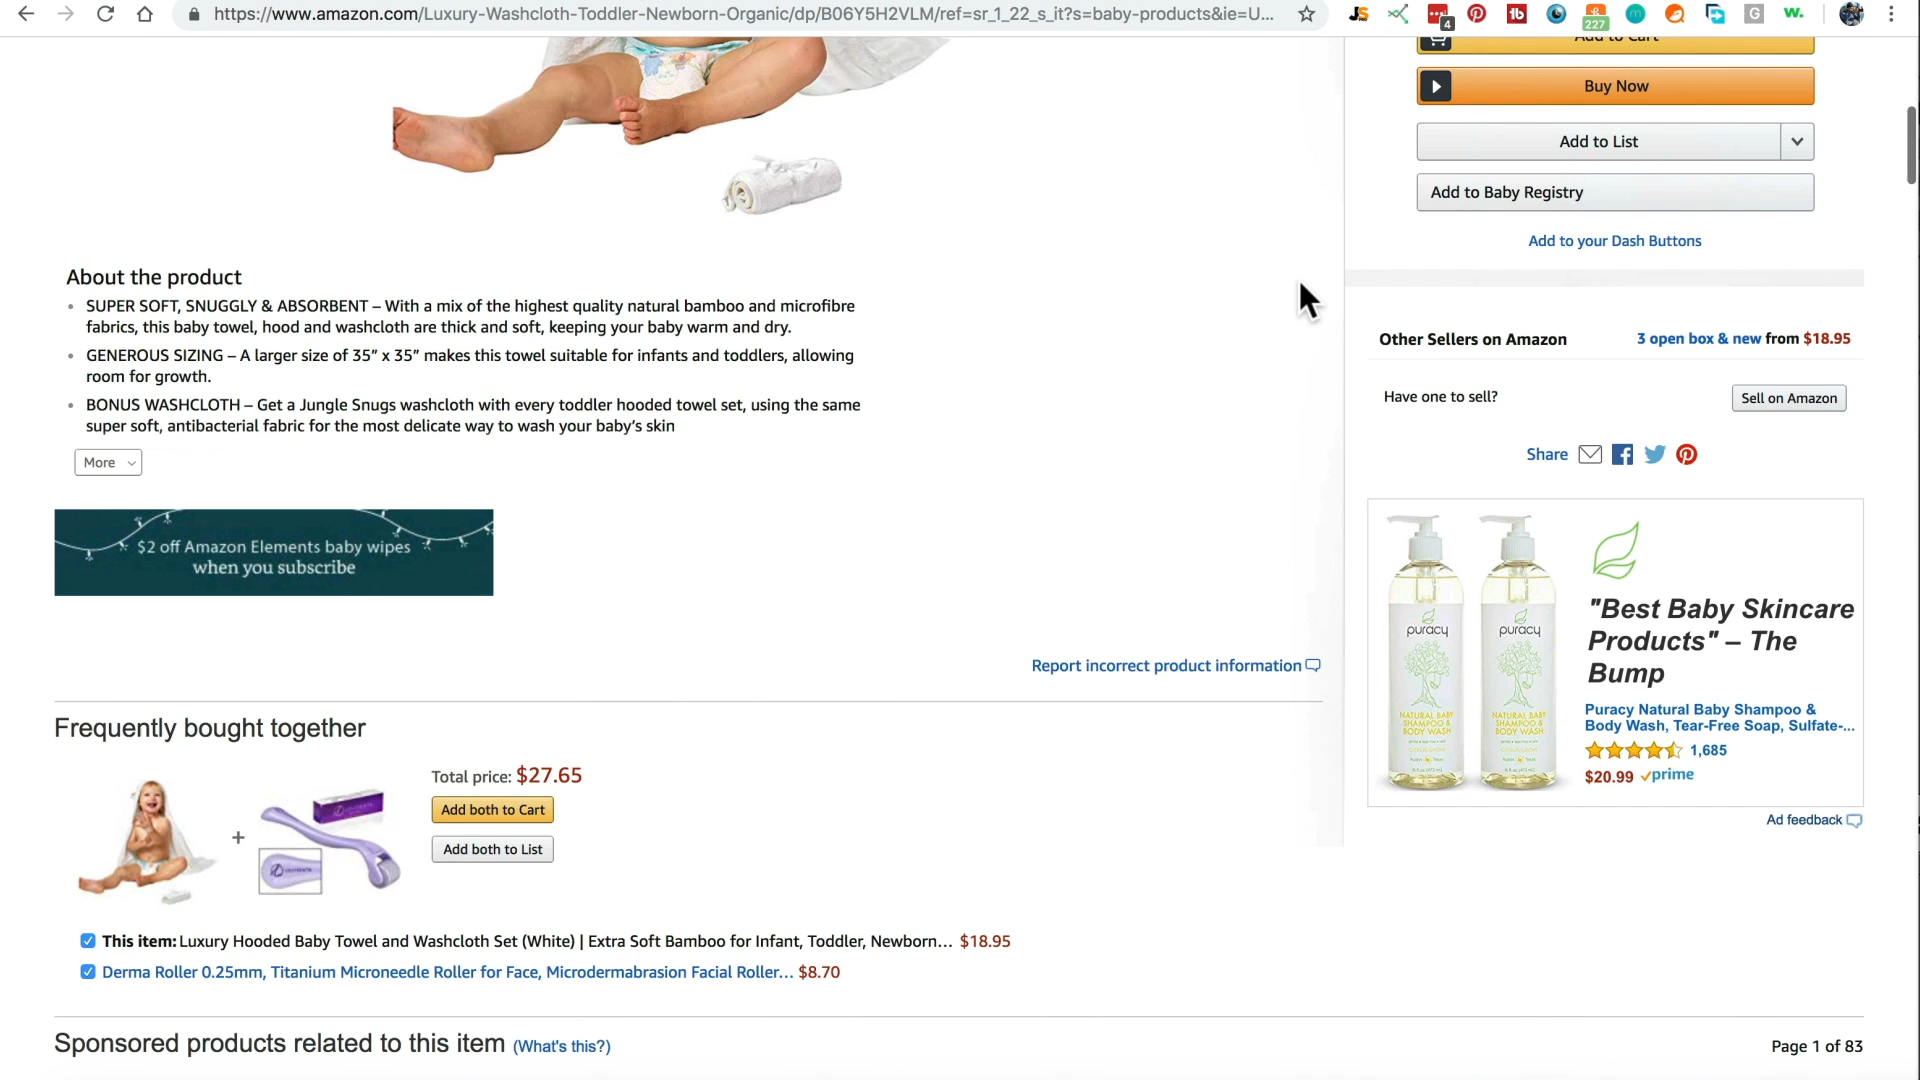 https://www.amazon.com/Luxury-Washcloth-Toddler-Newborn-Organic/dp/B06Y5H2VLM/ref=sr_1_22_s_it?s=baby-products&ie=U...
JS
4
1b
227
m
G
w.
Add to Cart
Buy Now
Add to List
Add to Baby Registry
Add to your Dash Buttons
About the product
SUPER SOFT, SNUGGLY & ABSORBENT – With a mix of the highest quality natural bamboo and microfibre
fabrics, this baby towel, hood and washcloth are thick and soft, keeping your baby warm and dry.
GENEROUS SIZING – A larger size of 35” x 35” makes this towel suitable for infants and toddlers, allowing
room for growth.
BONUS WASHCLOTH – Get a Jungle Snugs washcloth with every toddler hooded towel set, using the same
super soft, antibacterial fabric for the most delicate way to wash your baby’s skin
More
Other Sellers on Amazon
3 open box & new from $18.95
Have one to sell?
Sell on Amazon
Share
$2 off Amazon Elements baby wipes
when you subscribe
puracy
NATURAL BABY
SHAMPOO &
BODY WASH
puracy
NATURAL BABY
SHAMPOO &
BODY WASH
"Best Baby Skincare
Products" – The
Bump
Puracy Natural Baby Shampoo &
Body Wash, Tear-Free Soap, Sulfate-...
1,685
$20.99 prime
Ad feedback
Report incorrect product information
Frequently bought together
+
Total price: $27.65
Add both to Cart
Add both to List
This item: Luxury Hooded Baby Towel and Washcloth Set (White) | Extra Soft Bamboo for Infant, Toddler, Newborn... $18.95
Derma Roller 0.25mm, Titanium Microneedle Roller for Face, Microdermabrasion Facial Roller... $8.70
Sponsored products related to this item (What's this?)
Page 1 of 83